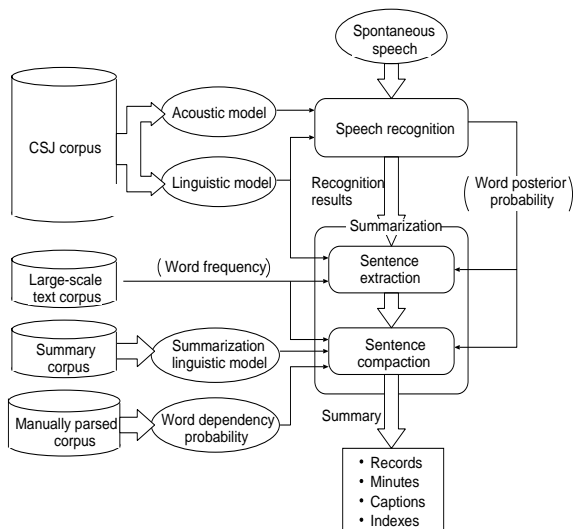 Spontaneous
speech
CSJ corpus
Acoustic model
Speech recognition
Linguistic model
Recognition
results
(Word posterior
probability)
Summarization
Large-scale
text corpus
(Word frequency)
Sentence
extraction
Summary
corpus
Summarization
linguistic model
Sentence
compaction
Manually parsed
corpus
Word dependency
probability
Summary
• Records
• Minutes
• Captions
• Indexes